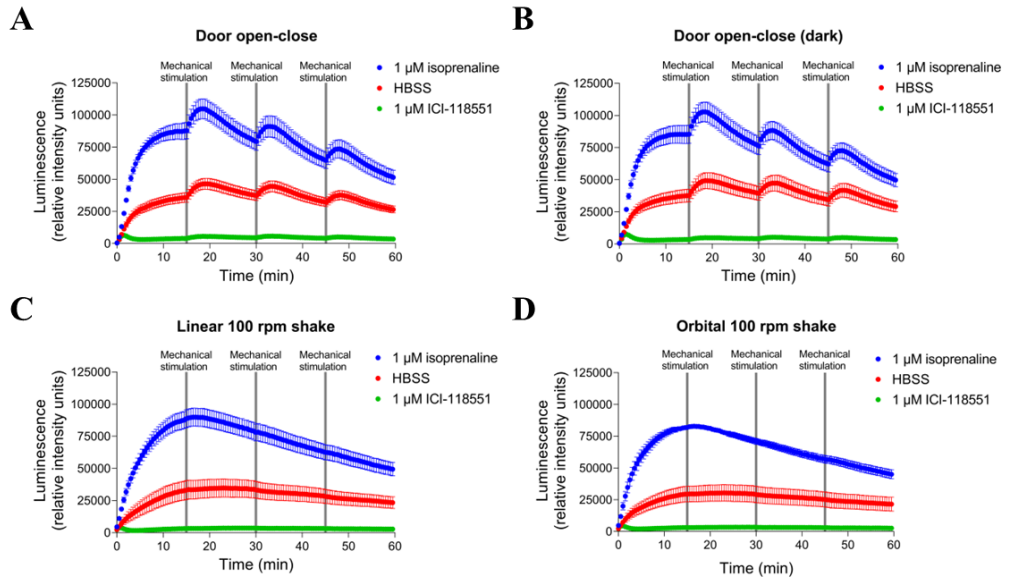 A
Door open-close
Mechanical stimulation Mechanical stimulation Mechanical stimulation
1 µM isoprenaline
HBSS
1 µM ICI-118551
Luminescence
(relative intensity units)
125000
100000
75000
50000
25000
0
0 10 20 30 40 50 60
Time (min)
B
Door open-close (dark)
Mechanical stimulation Mechanical stimulation Mechanical stimulation
1 µM isoprenaline
HBSS
1 µM ICI-118551
Luminescence
(relative intensity units)
125000
100000
75000
50000
25000
0
0 10 20 30 40 50 60
Time (min)
C
Linear 100 rpm shake
Mechanical stimulation Mechanical stimulation Mechanical stimulation
1 µM isoprenaline
HBSS
1 µM ICI-118551
Luminescence
(relative intensity units)
125000
100000
75000
50000
25000
0
0 10 20 30 40 50 60
Time (min)
D
Orbital 100 rpm shake
Mechanical stimulation Mechanical stimulation Mechanical stimulation
1 µM isoprenaline
HBSS
1 µM ICI-118551
Luminescence
(relative intensity units)
125000
100000
75000
50000
25000
0
0 10 20 30 40 50 60
Time (min)